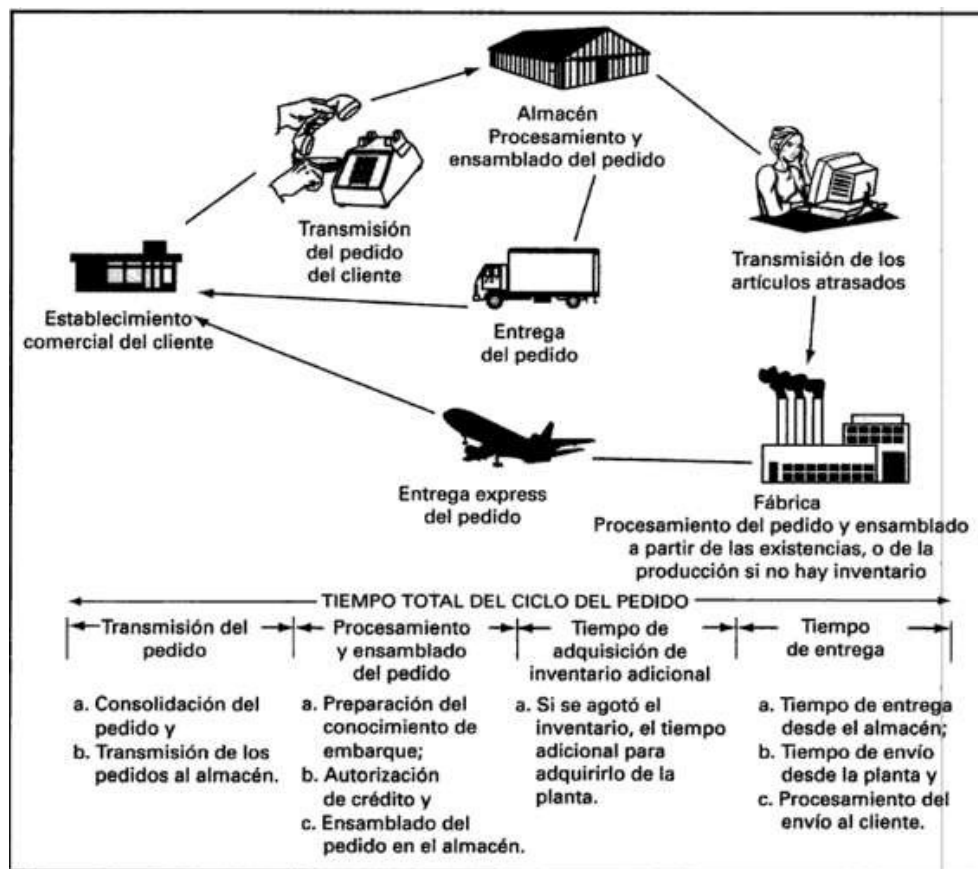 Almacén
Procesamiento y
ensamblado del pedido
Transmisión
del pedido
del cliente
Transmisión de los
artículos atrasados
Establecimiento
comercial del cliente
Entrega
del pedido
Entrega express
del pedido
Fábrica
Procesamiento del pedido y ensamblado
a partir de las existencias, o de la
producción si no hay inventario
TIEMPO TOTAL DEL CICLO DEL PEDIDO
Transmisión del
pedido
a. Consolidación del
pedido y
b. Transmisión de los
pedidos al almacén.
Procesamiento
y ensamblado
del pedido
a. Preparación del
conocimiento de
embarque;
b. Autorización
de crédito y
c. Ensamblado del
pedido en el almacén.
Tiempo de
adquisición de
inventario adicional
a. Si se agotó el
inventario, el tiempo
adicional para
adquirirlo de la
planta.
Tiempo
de entrega
a. Tiempo de entrega
desde el almacén;
b. Tiempo de envío
desde la planta y
c. Procesamiento del
envío al cliente.